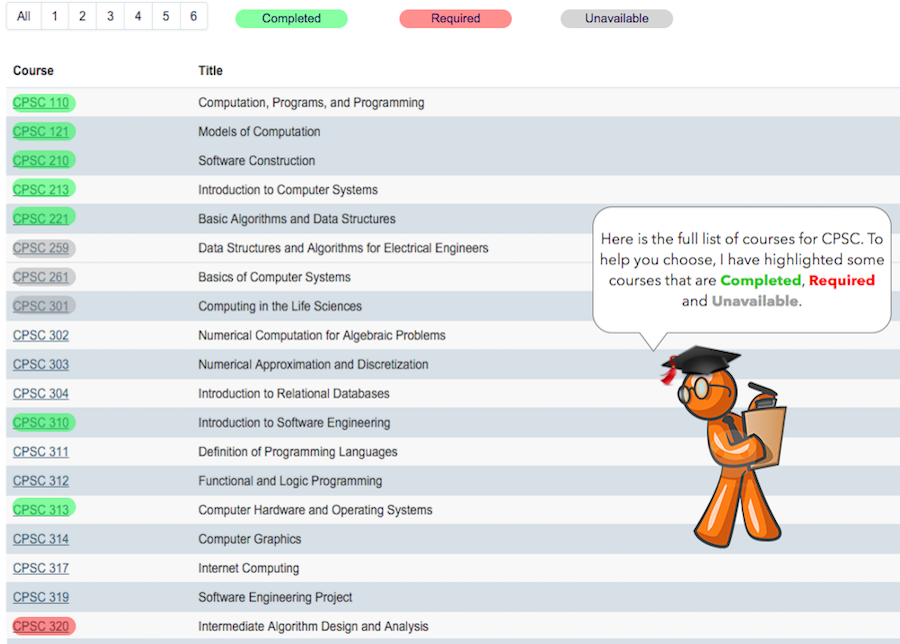 All 1 2 3 4 5 6 Completed Required Unavailable
Course Title
CPSC 110 Computation, Programs, and Programming
CPSC 121 Models of Computation
CPSC 210 Software Construction
CPSC 213 Introduction to Computer Systems
CPSC 221 Basic Algorithms and Data Structures
CPSC 259 Data Structures and Algorithms for Electrical Engineers
CPSC 261 Basics of Computer Systems
CPSC 301 Computing in the Life Sciences
CPSC 302 Numerical Computation for Algebraic Problems
CPSC 303 Numerical Approximation and Discretization
CPSC 304 Introduction to Relational Databases
CPSC 310 Introduction to Software Engineering
CPSC 311 Definition of Programming Languages
CPSC 312 Functional and Logic Programming
CPSC 313 Computer Hardware and Operating Systems
CPSC 314 Computer Graphics
CPSC 317 Internet Computing
CPSC 319 Software Engineering Project
CPSC 320 Intermediate Algorithm Design and Analysis
Here is the full list of courses for CPSC. To
help you choose, I have highlighted some
courses that are Completed, Required
and Unavailable.